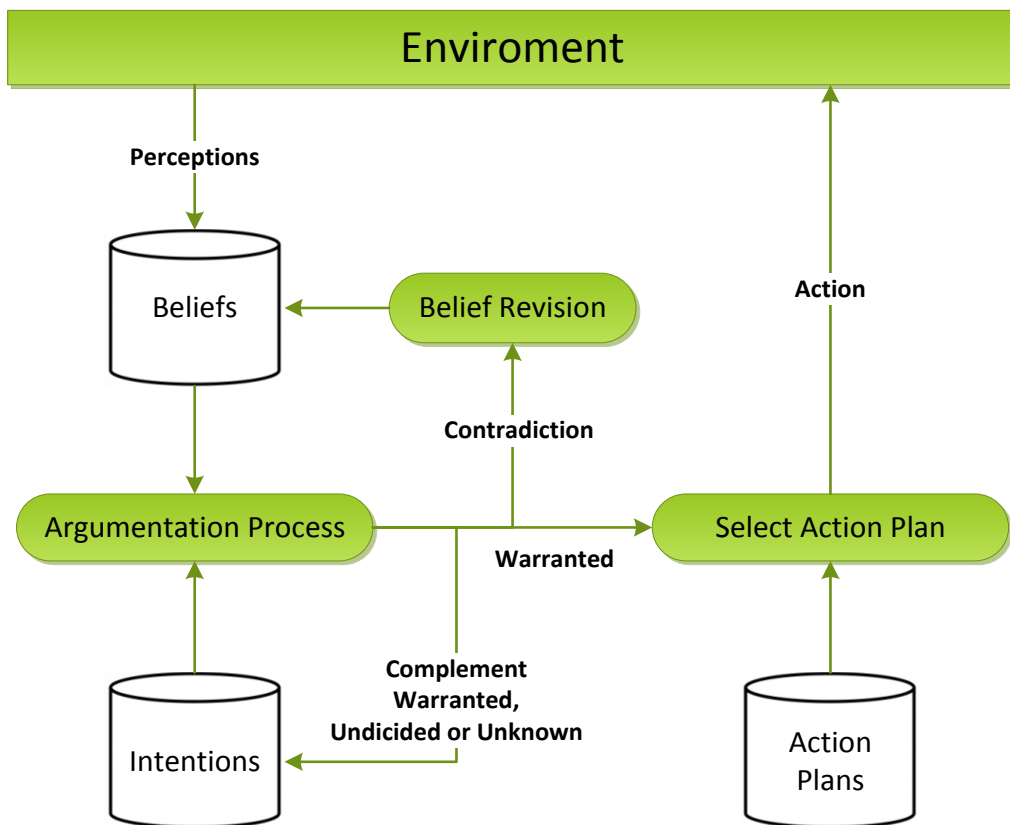 Enviroment
Perceptions
Beliefs
Belief Revision
Action
Contradiction
Argumentation Process
Select Action Plan
Warranted
Complement
Warranted,
Undicided or Unknown
Intentions
Action
Plans